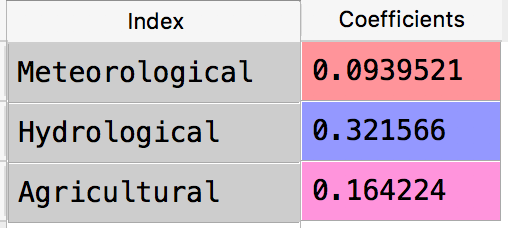 Index Coefficients
Meteorological 0.0939521
Hydrological 0.321566
Agricultural 0.164224